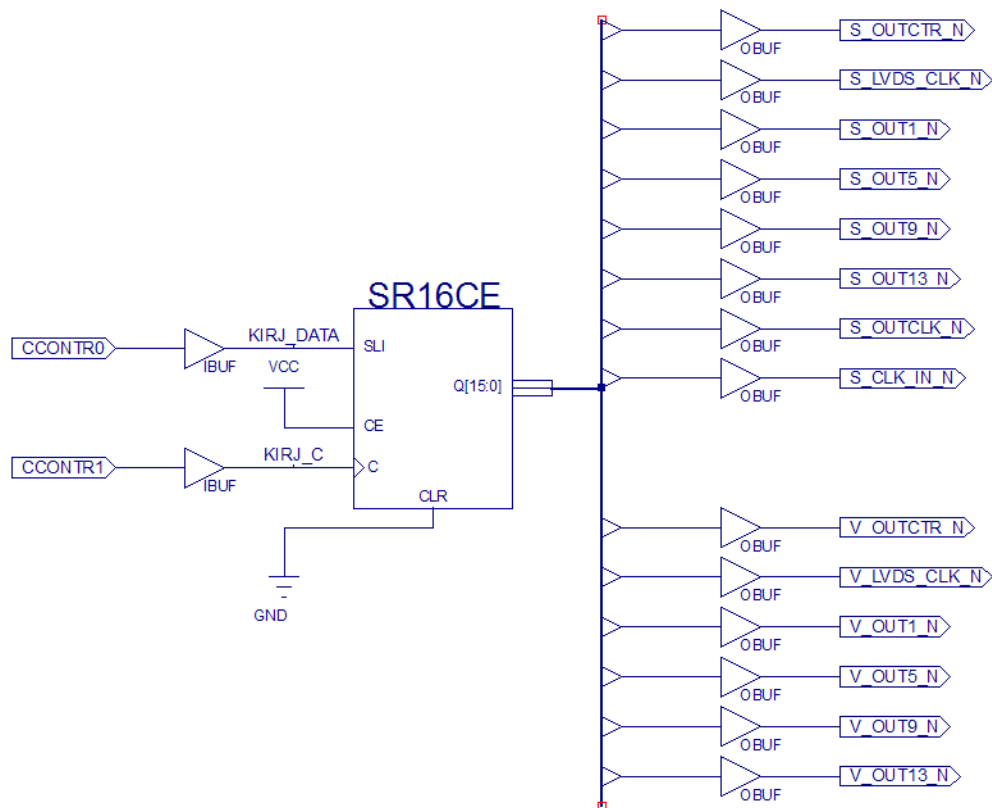 S_OUTCTR_N
OBUF
S_LVDS_CLK_N
OBUF
S_OUT1_N
OBUF
S_OUT5_N
OBUF
S_OUT9_N
OBUF
S_OUT13_N
OBUF
S_OUTCLK_N
OBUF
S_CLK_IN_N
OBUF
SR16CE
CCONTR0
IBUF
KIRJ_DATA
SLI
VCC
Q[15:0]
CE
CCONTR1
IBUF
KIRJ_C
C
CLR
GND
V_OUTCTR_N
OBUF
V_LVDS_CLK_N
OBUF
V_OUT1_N
OBUF
V_OUT5_N
OBUF
V_OUT9_N
OBUF
V_OUT13_N
OBUF